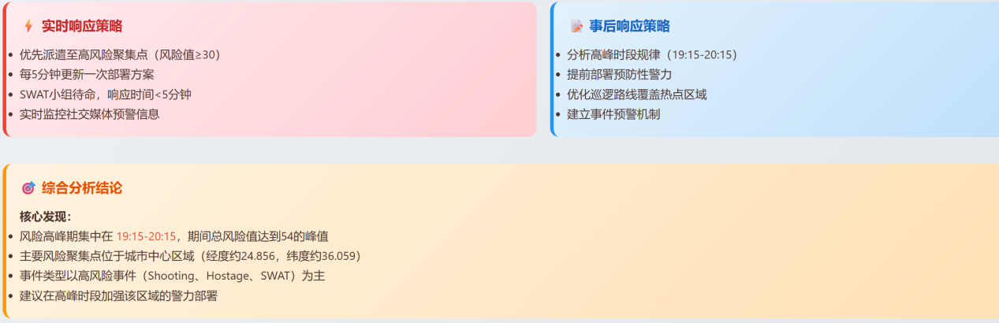 实时响应策略
优先派遣至高风险聚集点（风险值≥30）
每5分钟更新一次部署方案
SWAT小组待命，响应时间<5分钟
实时监控社交媒体预警信息
事后响应策略
分析高峰时段规律（19:15-20:15）
提前部署预防性警力
优化巡逻路线覆盖热点区域
建立事件预警机制
综合分析结论
核心发现：
风险高峰期集中在 19:15-20:15，期间总风险值达到54的峰值
主要风险聚集点位于城市中心区域（经度约24.856，纬度约36.059）
事件类型以高风险事件（Shooting、Hostage、SWAT）为主
建议在高峰时段加强该区域的警力部署